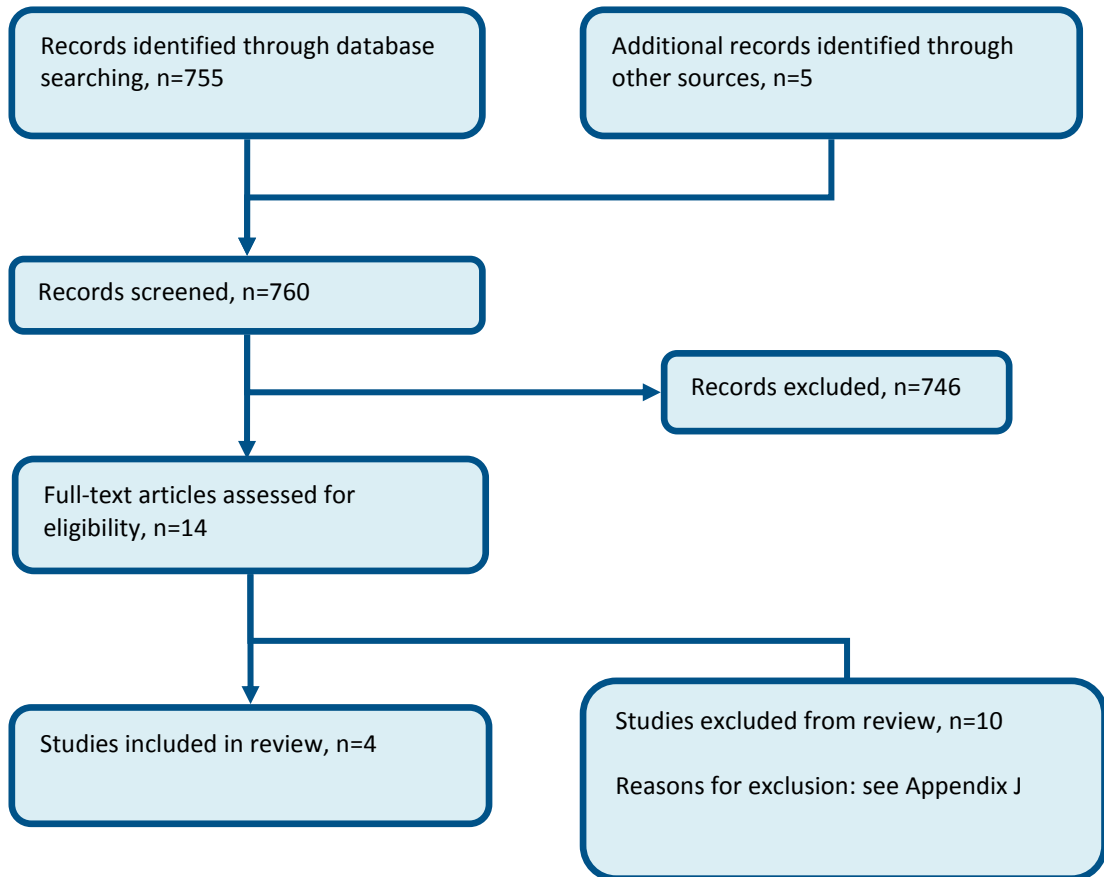 Records identified through database
searching, n=755
Additional records identified through
other sources, n=5
Records screened, n=760
Records excluded, n=746
Full-text articles assessed for
eligibility, n=14
Studies included in review, n=4
Studies excluded from review, n=10
Reasons for exclusion: see Appendix J